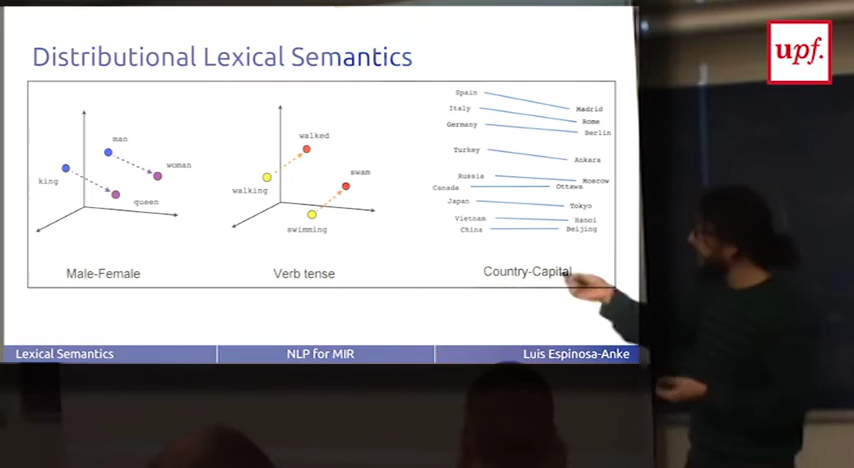 Distributional Lexical Semantics
upf.
man
woman
king
queen
Male-Female
walked
swam
walking
swimming
Verb tense
Spain
Madrid
Italy
Rome
Germany
Berlin
Turkey
Ankara
Russia
Moscow
Canada
Ottawa
Japan
Tokyo
Vietnam
Hanoi
China
Beijing
Country-Capital
Lexical Semantics
NLP for MIR
Luis Espinosa-Anke